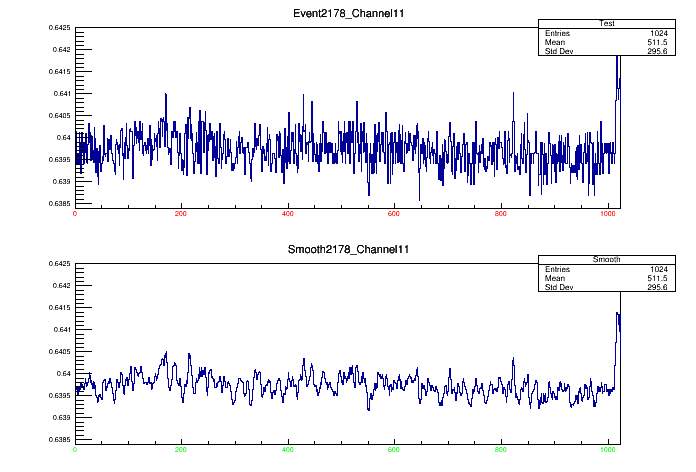 Event2178_Channel11
Test
Entries 1024
Mean 511.5
Std Dev 295.6
0.6425
0.642
0.6415
0.641
0.6405
0.64
0.6395
0.639
0.6385
0 200 400 600 800 1000
Smooth2178_Channel11
Smooth
Entries 1024
Mean 511.5
Std Dev 295.6
0.6425
0.642
0.6415
0.641
0.6405
0.64
0.6395
0.639
0.6385
0 200 400 600 800 1000